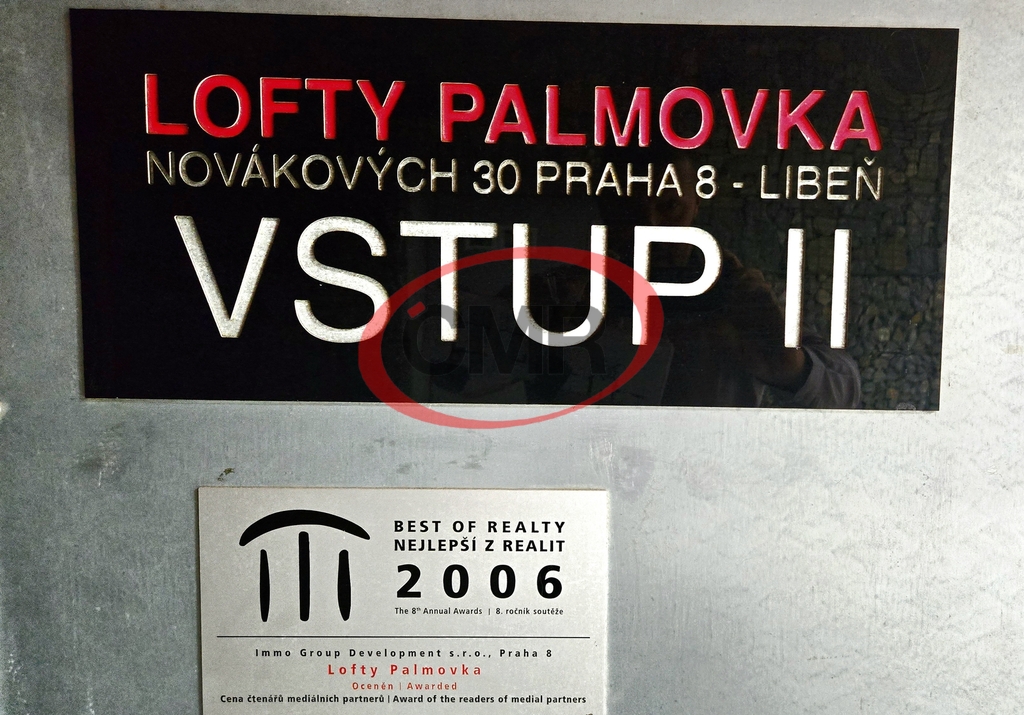 LOFTY PALMOVKA
NOVÁKOVÝCH 30 PRAHA 8 - LIBEŇ
VSTUP II
ČMR
BEST OF REALTY
NEJLEPŠÍ Z REALIT
2006
The 8th Annual Awards | 8. ročník soutěže
Immo Group Development s.r.o., Praha 8
Lofty Palmovka
Oceněn | Awarded
Cena čtenářů mediálních partnerů | Award of the readers of medial partners